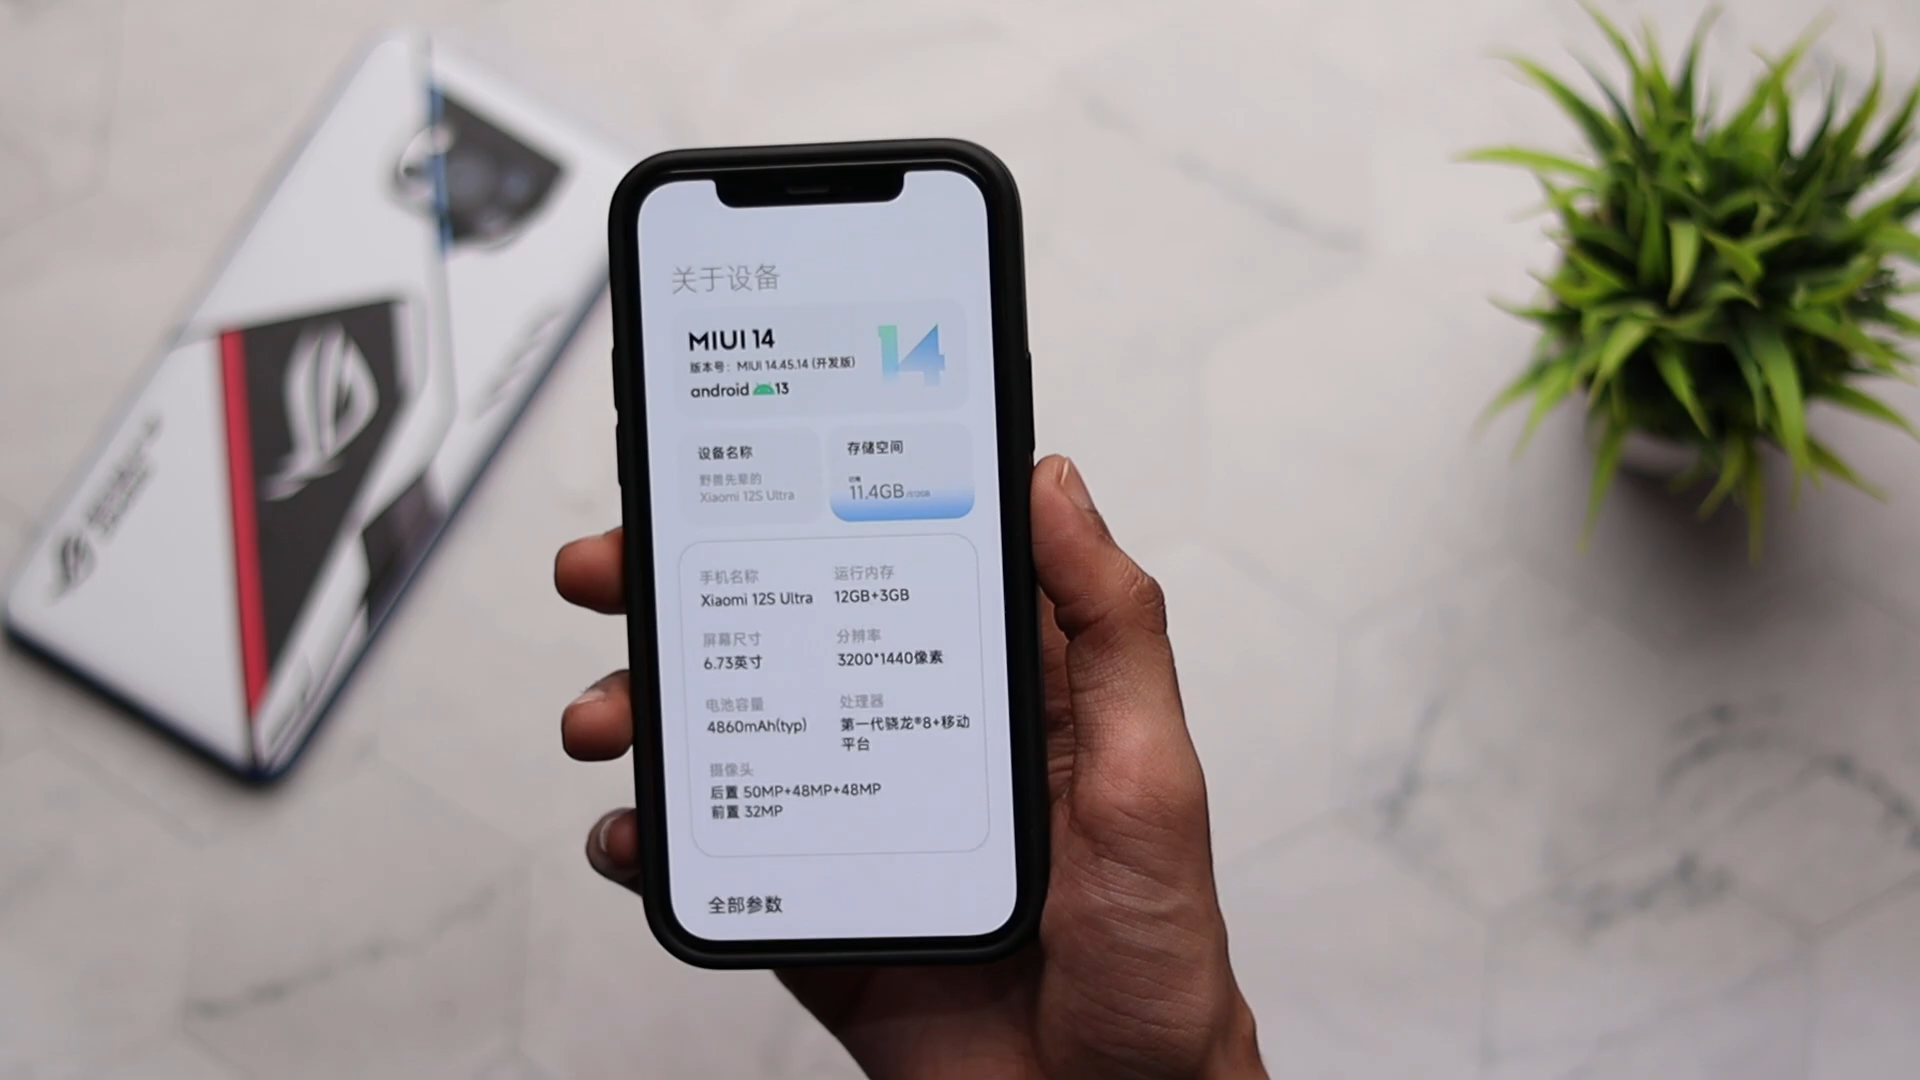 关于设备
MIUI 14
14
版本号：MIUI 14.45.14 (开发版)
android 13
设备名称
野兽先辈的
Xiaomi 12S Ultra
存储空间
11.4GB
手机名称
Xiaomi 12S Ultra
运行内存
12GB+3GB
屏幕尺寸
6.73英寸
分辨率
3200*1440像素
电池容量
4860mAh(typ)
处理器
第一代骁龙®8+移动
平台
摄像头
后置 50MP+48MP+48MP
前置 32MP
全部参数